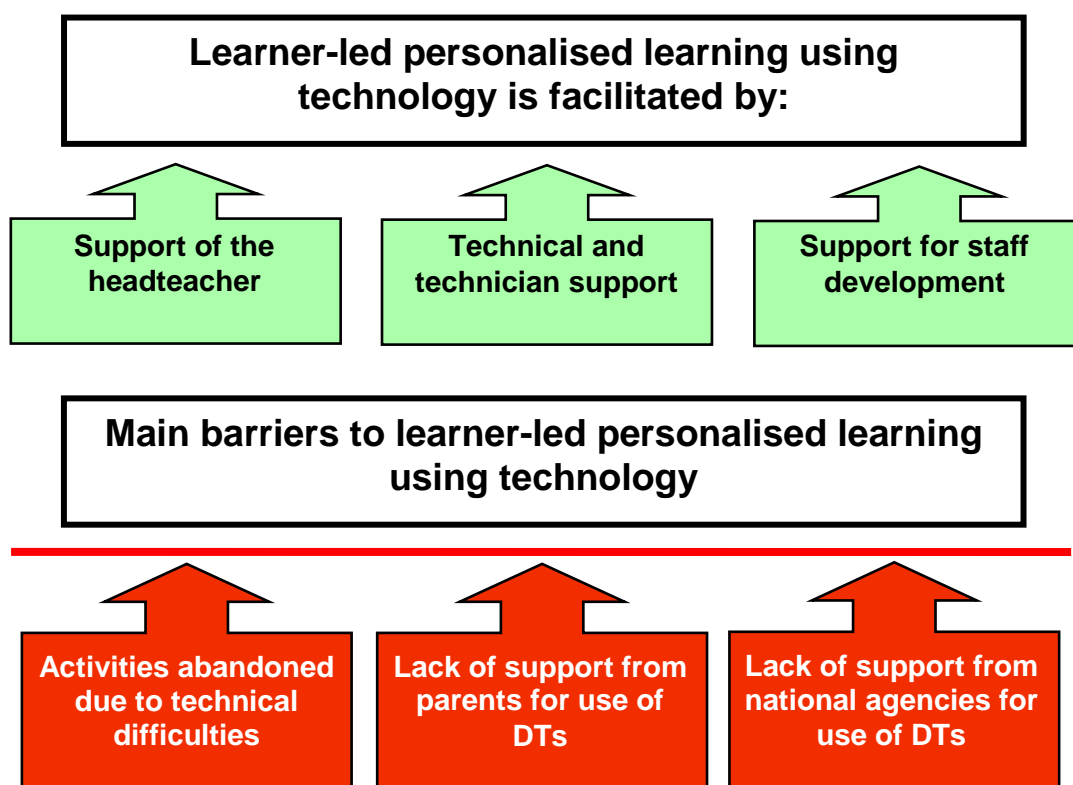 Learner-led personalised learning using
technology is facilitated by:
Support of the
headteacher
Technical and
technician support
Support for staff
development
Main barriers to learner-led personalised learning
using technology
Activities abandoned
due to technical
difficulties
Lack of support from
parents for use of
DTs
Lack of support from
national agencies for
use of DTs